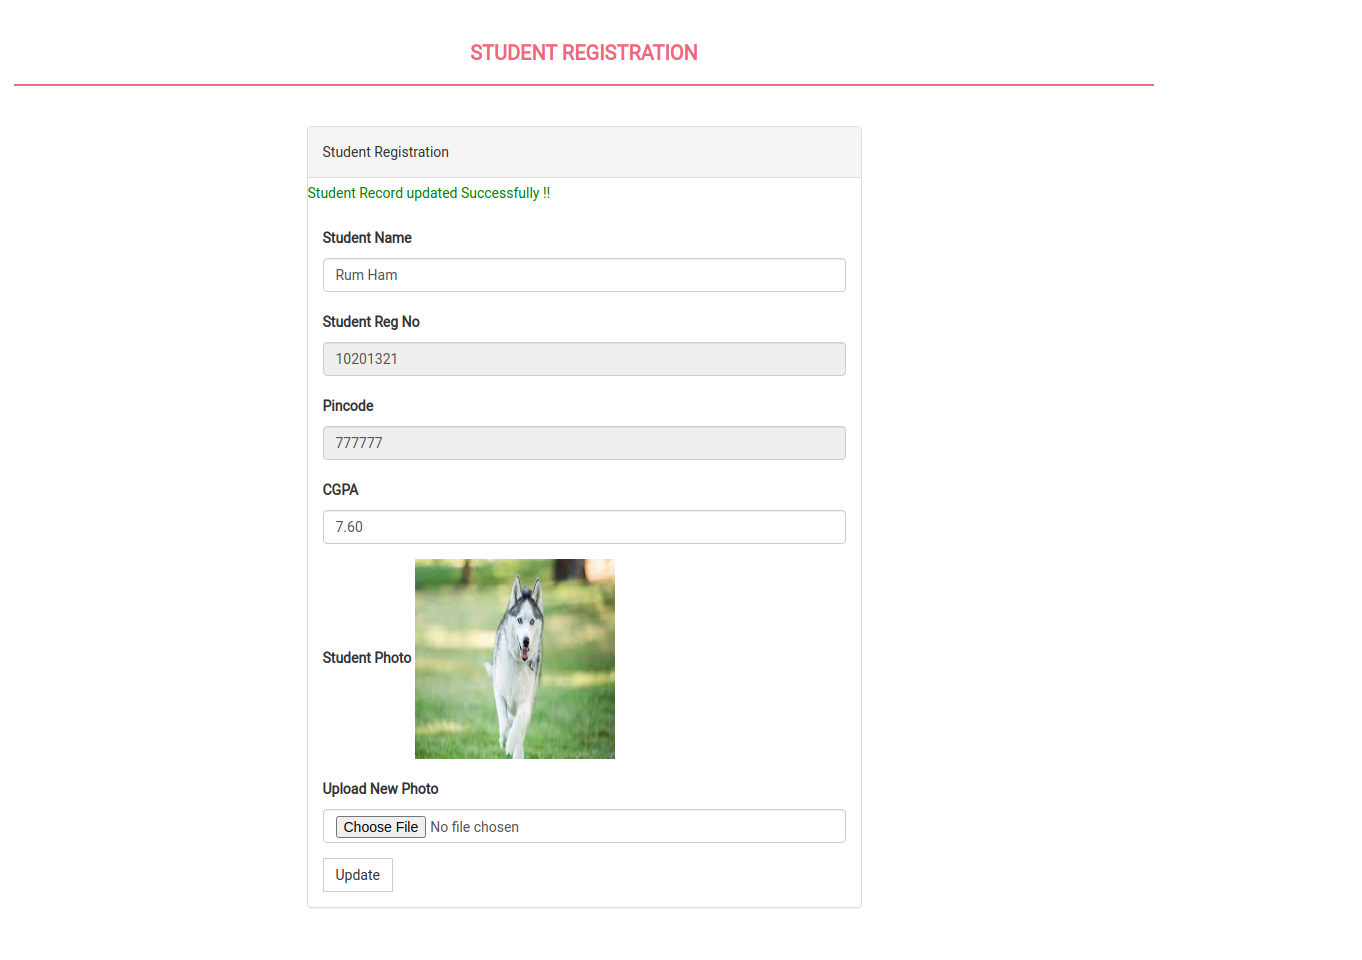 STUDENT REGISTRATION
Student Registration
Student Record updated Successfully !!
Student Name
Rum Ham
Student Reg No
10201321
Pincode
777777
CGPA
7.60
Student Photo
Upload New Photo
Choose File No file chosen
Update